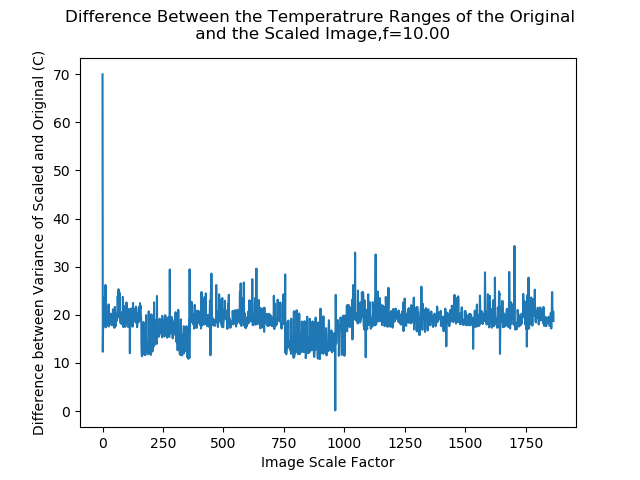 Difference Between the Temperatrure Ranges of the Original
and the Scaled Image,f=10.00
Difference between Variance of Scaled and Original (C)
70
60
50
40
30
20
10
0
0 250 500 750 1000 1250 1500 1750
Image Scale Factor